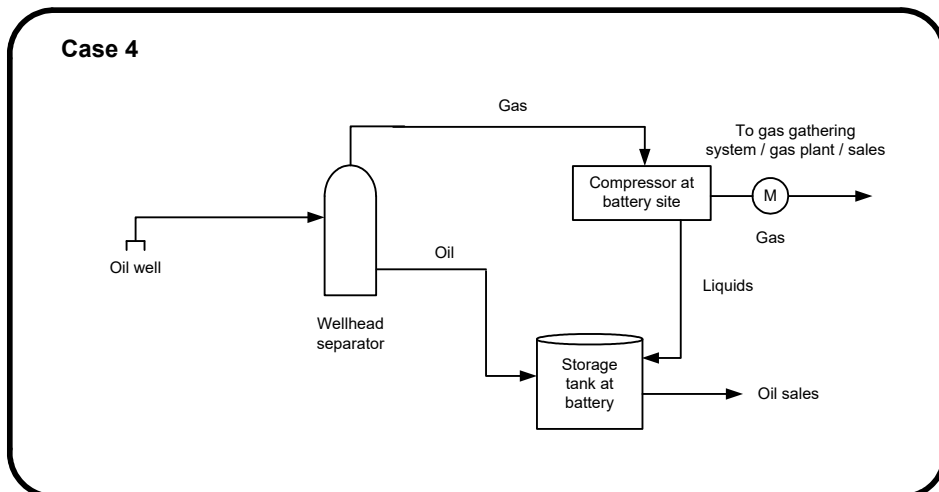 Case 4
Gas
To gas gathering
system / gas plant / sales
Compressor at
battery site
M
Gas
Oil well
Oil
Liquids
Wellhead
separator
Storage
tank at
battery
Oil sales